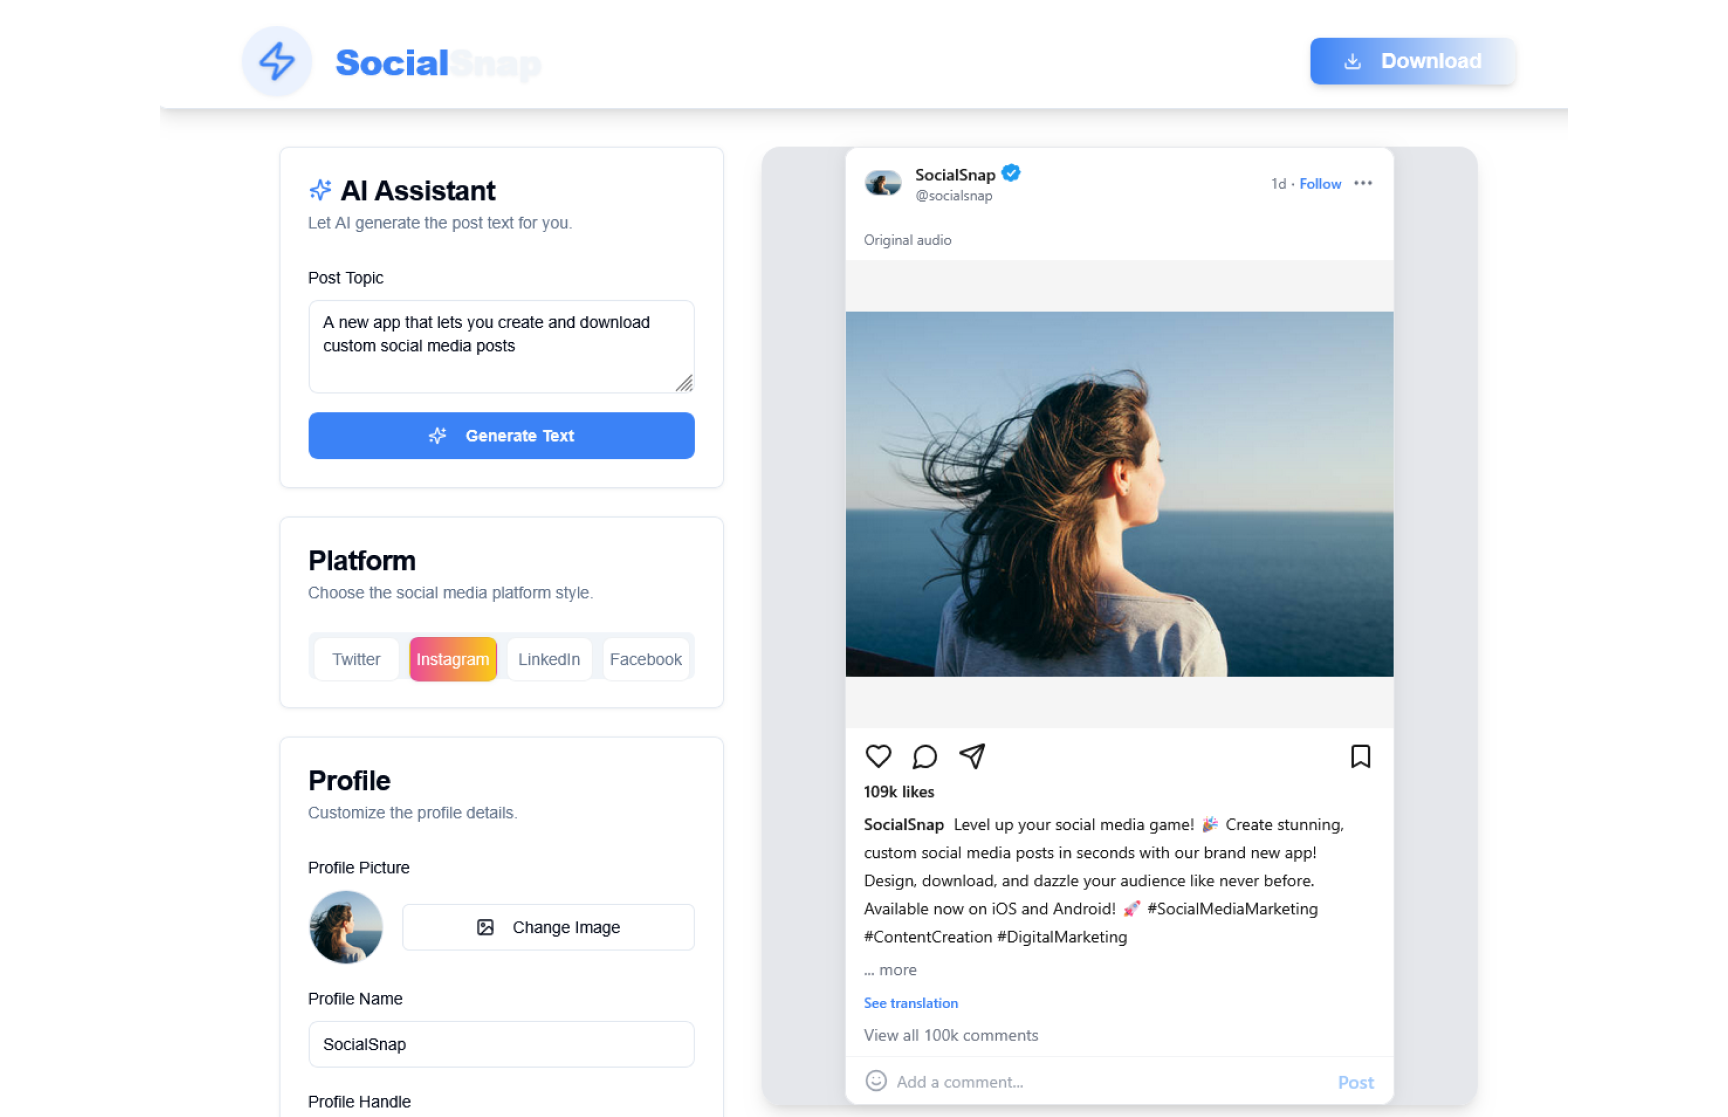 SocialSnap
Download
AI Assistant
Let AI generate the post text for you.
Post Topic
A new app that lets you create and download
custom social media posts
Generate Text
Platform
Choose the social media platform style.
Twitter
Instagram
LinkedIn
Facebook
Profile
Customize the profile details.
Profile Picture
Change Image
Profile Name
SocialSnap
Profile Handle
SocialSnap
@socialsnap
1d · Follow
Original audio
109k likes
SocialSnap Level up your social media game! 🎉 Create stunning,
custom social media posts in seconds with our brand new app!
Design, download, and dazzle your audience like never before.
Available now on iOS and Android! 🚀 #SocialMediaMarketing
#ContentCreation #DigitalMarketing
... more
See translation
View all 100k comments
Add a comment...
Post